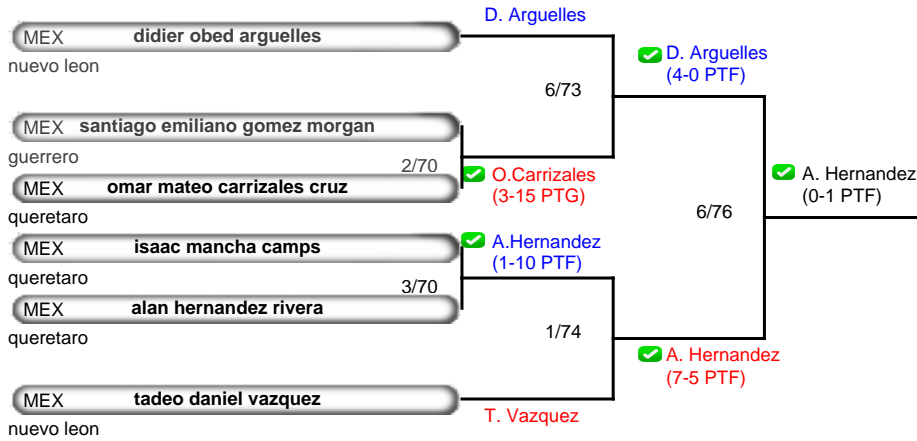 D. Arguelles
MEX didier obed arguelles
nuevo leon
D. Arguelles
(4-0 PTF)
6/73
MEX santiago emiliano gomez morgan
guerrero
2/70
O.Carrizales
(3-15 PTG)
MEX omar mateo carrizales cruz
queretaro
A. Hernandez
(0-1 PTF)
6/76
MEX isaac mancha camps
queretaro
A.Hernandez
(1-10 PTF)
3/70
MEX alan hernandez rivera
queretaro
1/74
A. Hernandez
(7-5 PTF)
MEX tadeo daniel vazquez
nuevo leon
T. Vazquez